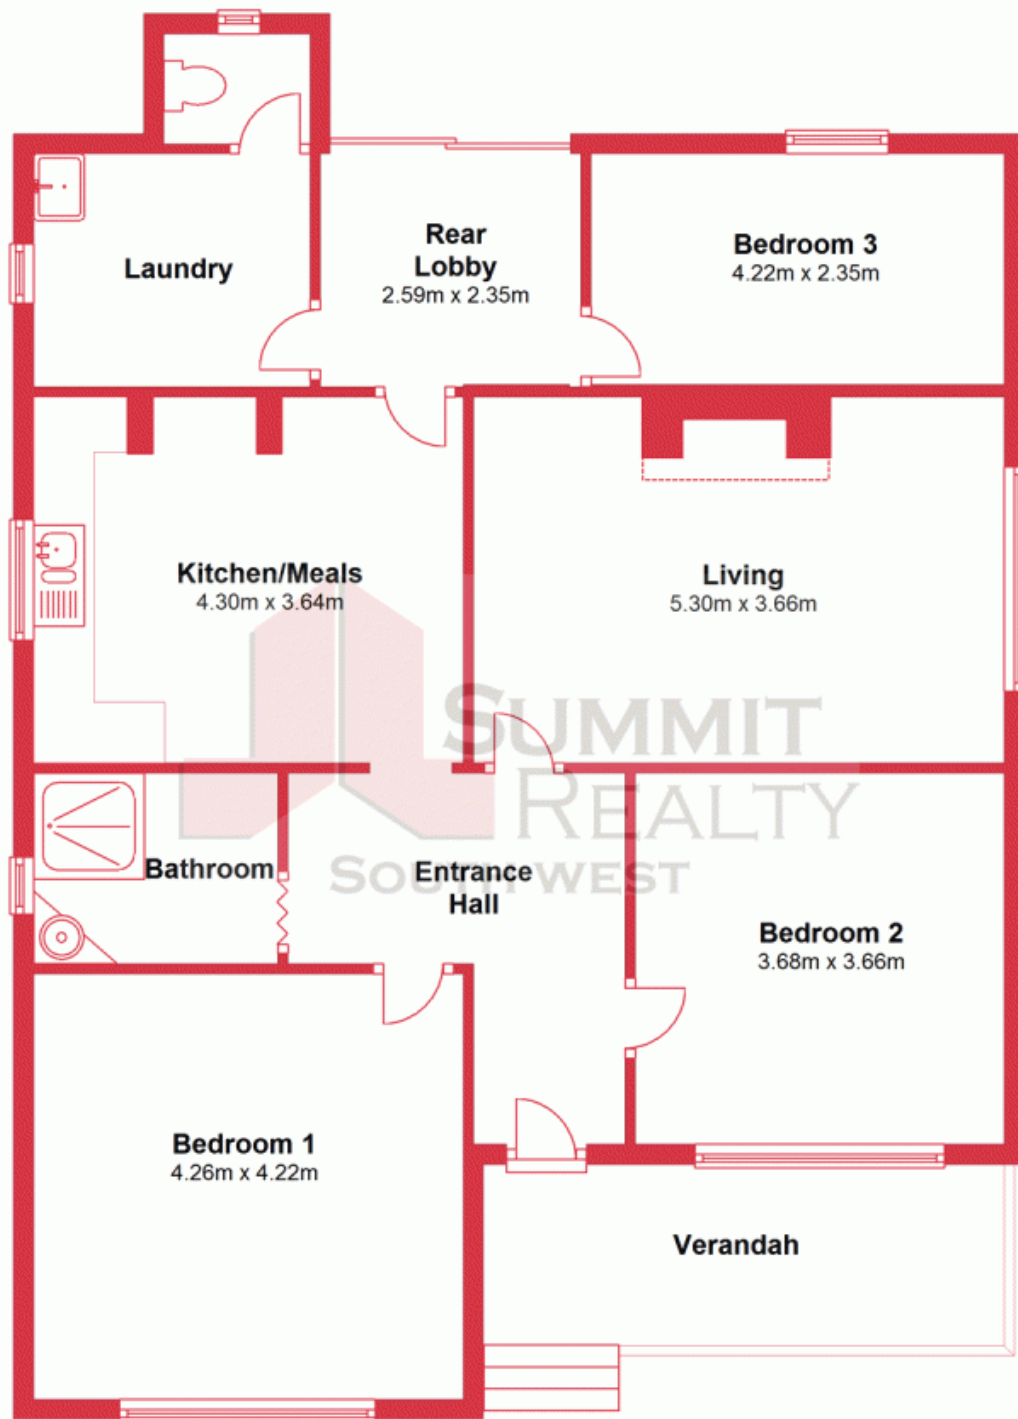 Rear
Lobby
2.59m x 2.35m
Bedroom 3
4.22m x 2.35m
Laundry
Kitchen/Meals
4.30m x 3.64m
Living
5.30m x 3.66m
SUMMIT
REALTY
SOUTH WEST
Bathroom
Entrance
Hall
Bedroom 2
3.68m x 3.66m
Bedroom 1
4.26m x 4.22m
Verandah